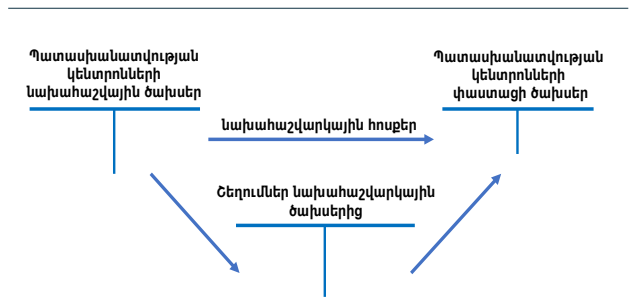 Պատասխանատվության
կենտրոնների
նախահաշվային ծախսեր
Պատասխանատվության
կենտրոնների
փաստացի ծախսեր
նախահաշվարկային հոսքեր
Շեղումներ նախահաշվարկային
ծախսերից